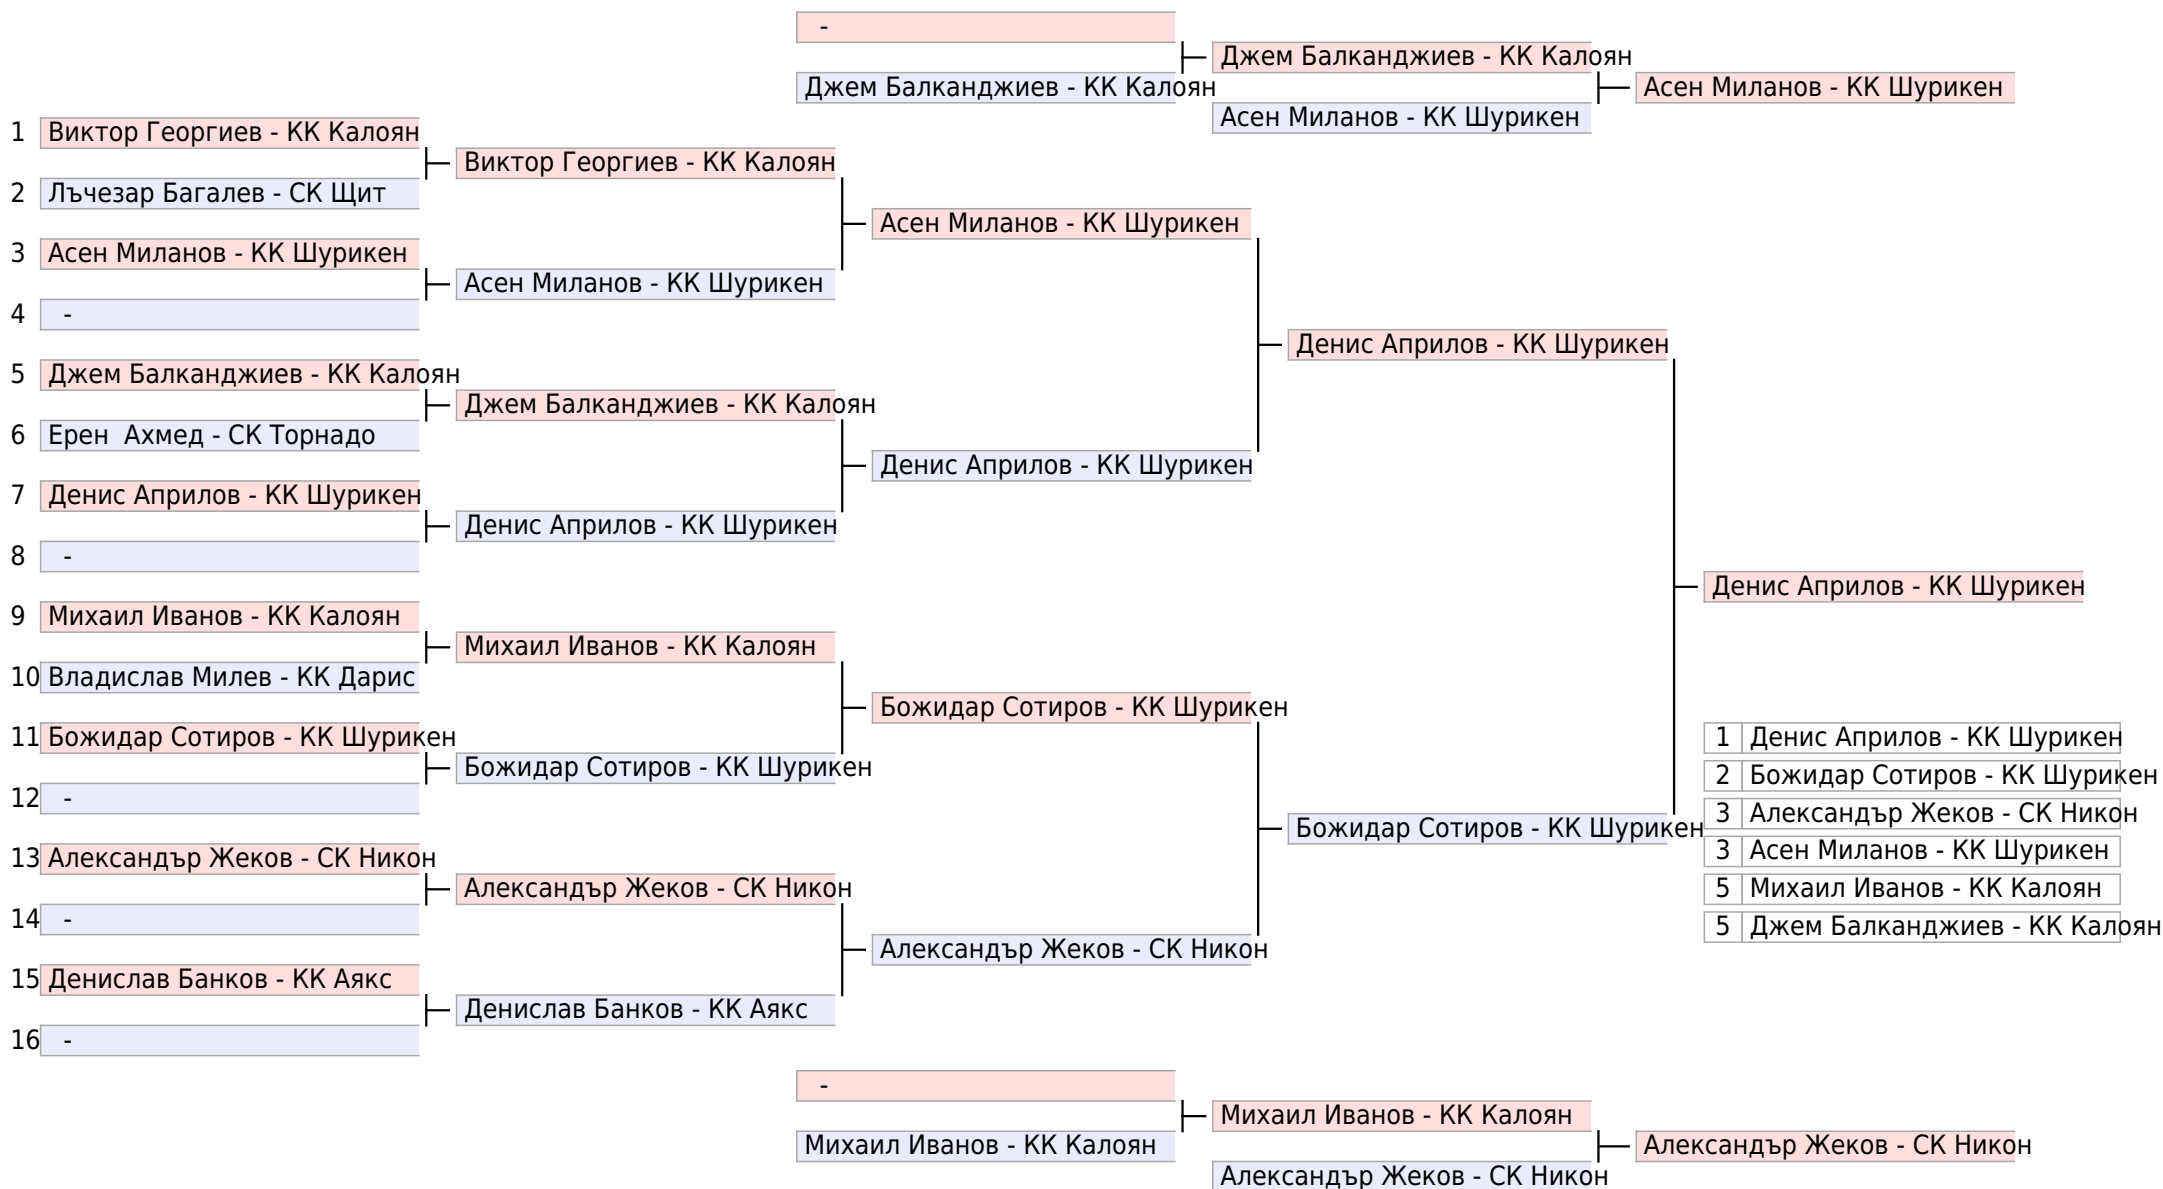 -
Джем Балканджиев - КК Калоян
Джем Балканджиев - КК Калоян
Асен Миланов - КК Шурикен
Асен Миланов - КК Шурикен
1 Виктор Георгиев - КК Калоян
Виктор Георгиев - КК Калоян
2 Лъчезар Багалев - СК Щит
Асен Миланов - КК Шурикен
3 Асен Миланов - КК Шурикен
Асен Миланов - КК Шурикен
4 -
Денис Априлов - КК Шурикен
5 Джем Балканджиев - КК Калоян
Джем Балканджиев - КК Калоян
6 Ерен  Ахмед - СК Торнадо
Денис Априлов - КК Шурикен
7 Денис Априлов - КК Шурикен
Денис Априлов - КК Шурикен
8 -
Денис Априлов - КК Шурикен
9 Михаил Иванов - КК Калоян
Михаил Иванов - КК Калоян
10 Владислав Милев - КК Дарис
Божидар Сотиров - КК Шурикен
11 Божидар Сотиров - КК Шурикен
Божидар Сотиров - КК Шурикен
12 -
Божидар Сотиров - КК Шурикен
13 Александър Жеков - СК Никон
Александър Жеков - СК Никон
14 -
Александър Жеков - СК Никон
15 Денислав Банков - КК Аякс
Денислав Банков - КК Аякс
16 -
1 Денис Априлов - КК Шурикен
2 Божидар Сотиров - КК Шурикен
3 Александър Жеков - СК Никон
3 Асен Миланов - КК Шурикен
5 Михаил Иванов - КК Калоян
5 Джем Балканджиев - КК Калоян
-
Михаил Иванов - КК Калоян
Михаил Иванов - КК Калоян
Александър Жеков - СК Никон
Александър Жеков - СК Никон